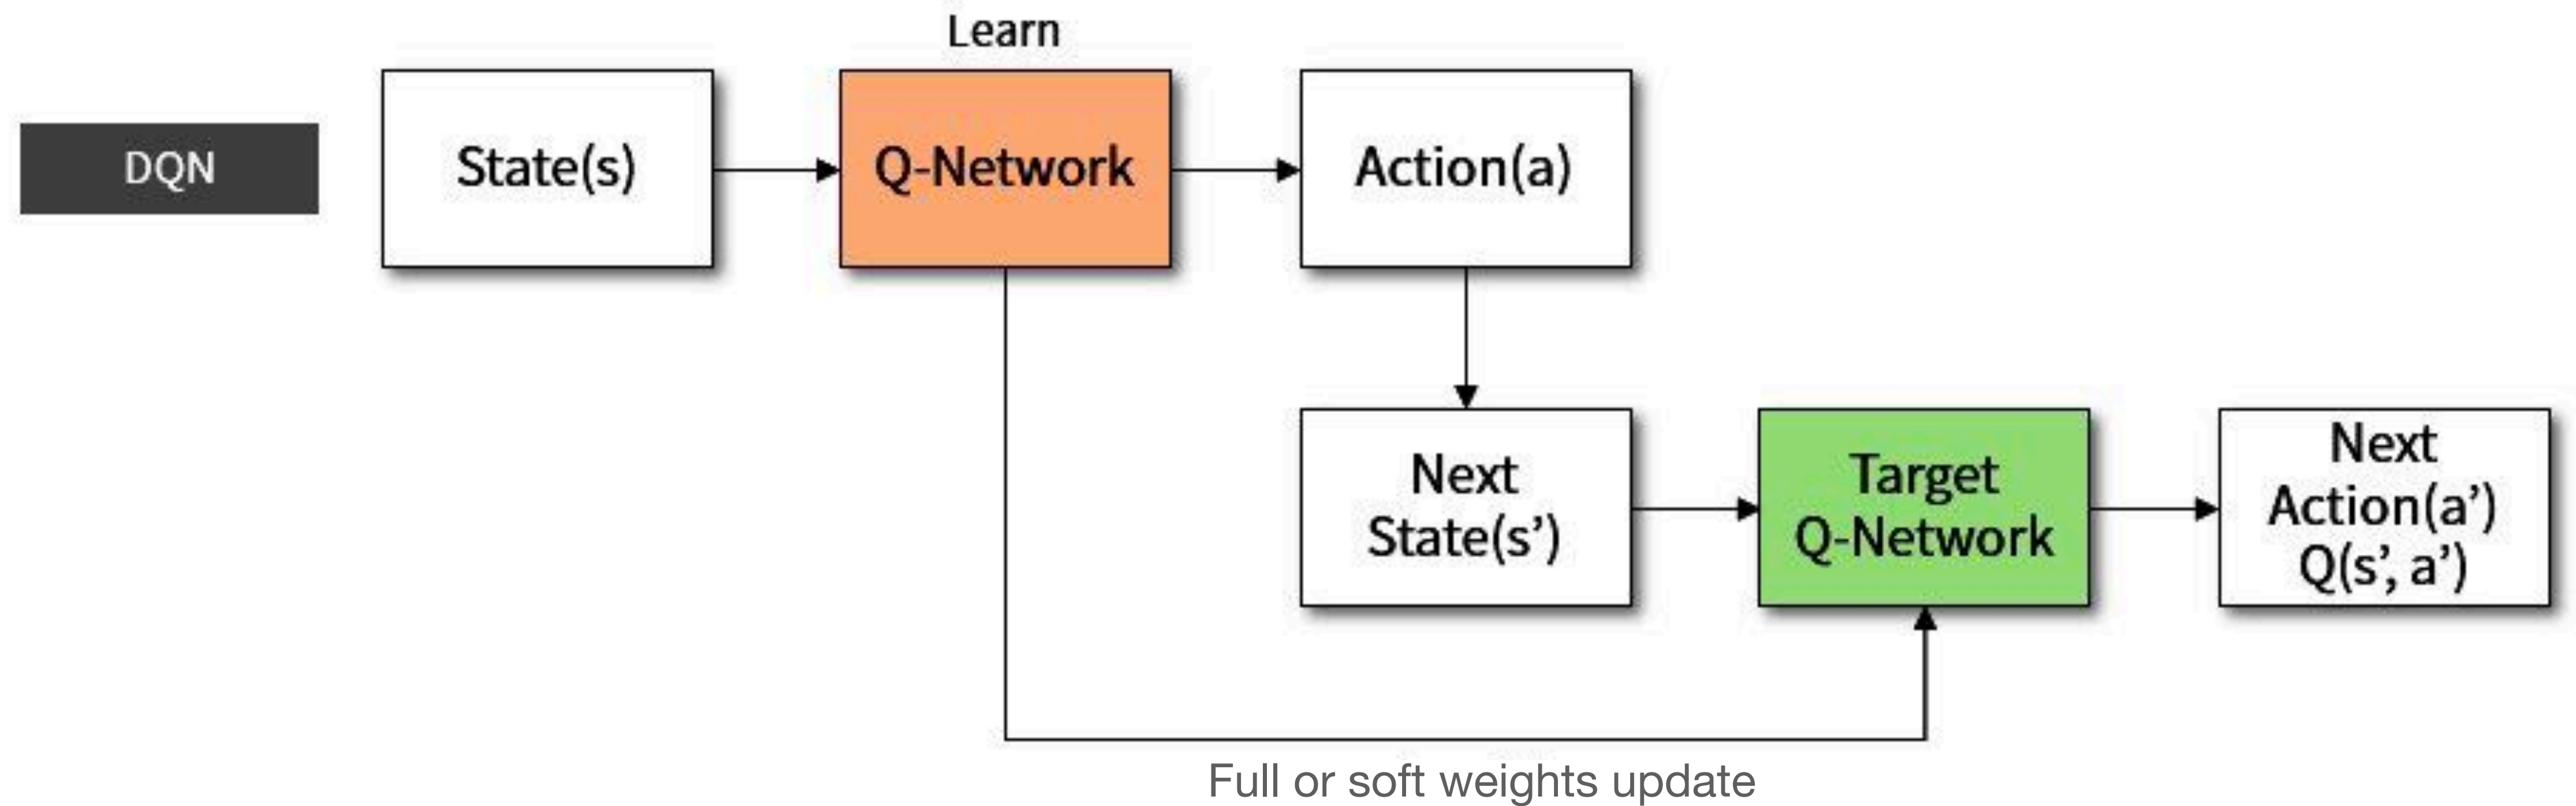 Learn
DQN
State(s)
Q-Network
Action(a)
Next
State(s’)
Target
Q-Network
Next
Action(a’)
Q(s’, a’)
Full or soft weights update